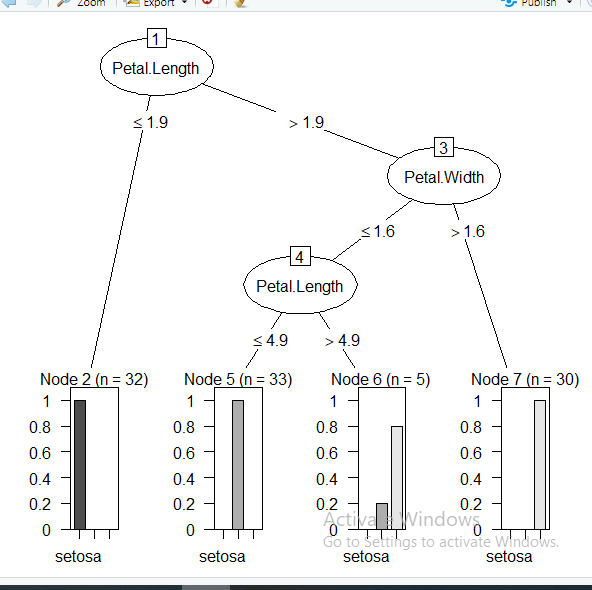 Zoom Export Publish
1
Petal.Length
≤ 1.9 > 1.9
3
Petal.Width
≤ 1.6 > 1.6
4
Petal.Length
≤ 4.9 > 4.9
Node 2 (n = 32) Node 5 (n = 33) Node 6 (n = 5) Node 7 (n = 30)
1 1 1 1
0.8 0.8 0.8 0.8
0.6 0.6 0.6 0.6
0.4 0.4 0.4 0.4
0.2 0.2 0.2 0.2
Activate Windows
0 0 0 0
Go to Settings to activate Windows.
setosa setosa setosa setosa